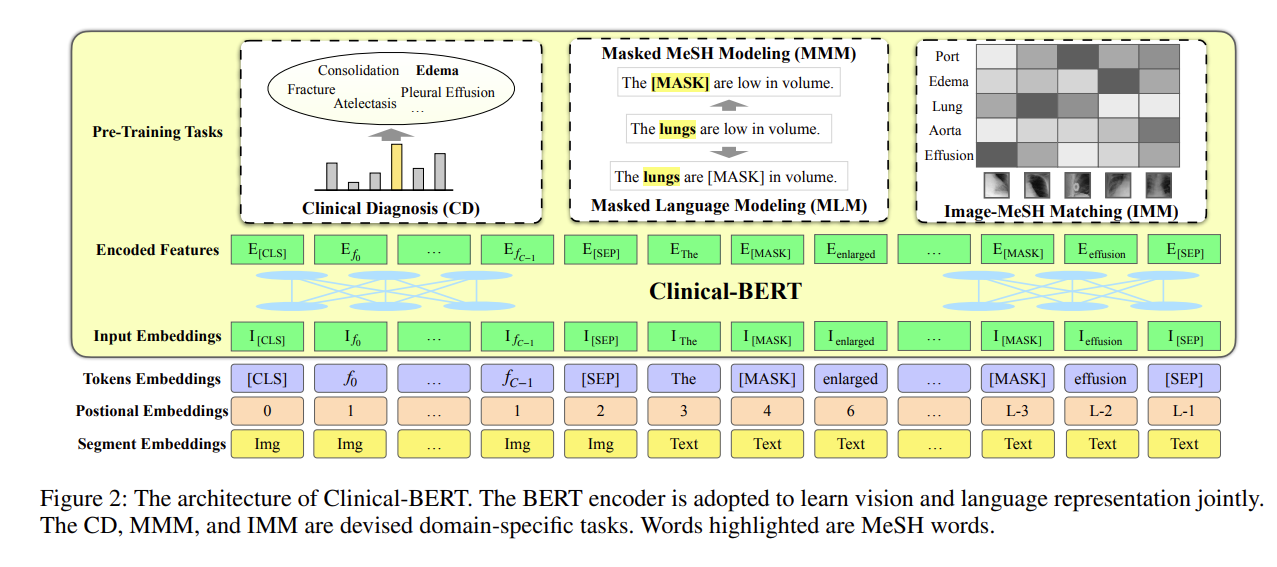 Pre-Training Tasks
Consolidation Edema
Fracture Pleural Effusion
Atelectasis ...
Clinical Diagnosis (CD)
Masked MeSH Modeling (MMM)
The [MASK] are low in volume.
The lungs are low in volume.
The lungs are [MASK] in volume.
Masked Language Modeling (MLM)
Port
Edema
Lung
Aorta
Effusion
Image-MeSH Matching (IMM)
Encoded Features E[CLS] Ef0 ... EfC−1 E[SEP] EThe E[MASK] Eenlarged ... E[MASK] Eeffusion E[SEP]
Clinical-BERT
Input Embeddings I[CLS] If0 ... IfC−1 I[SEP] IThe I[MASK] Ienlarged ... I[MASK] Ieffusion I[SEP]
Tokens Embeddings [CLS] f0 ... fC−1 [SEP] The [MASK] enlarged ... [MASK] effusion [SEP]
Postional Embeddings 0 1 ... 1 2 3 4 6 ... L-3 L-2 L-1
Segment Embeddings Img Img ... Img Img Text Text Text ... Text Text Text
Figure 2: The architecture of Clinical-BERT. The BERT encoder is adopted to learn vision and language representation jointly.
The CD, MMM, and IMM are devised domain-specific tasks. Words highlighted are MeSH words.